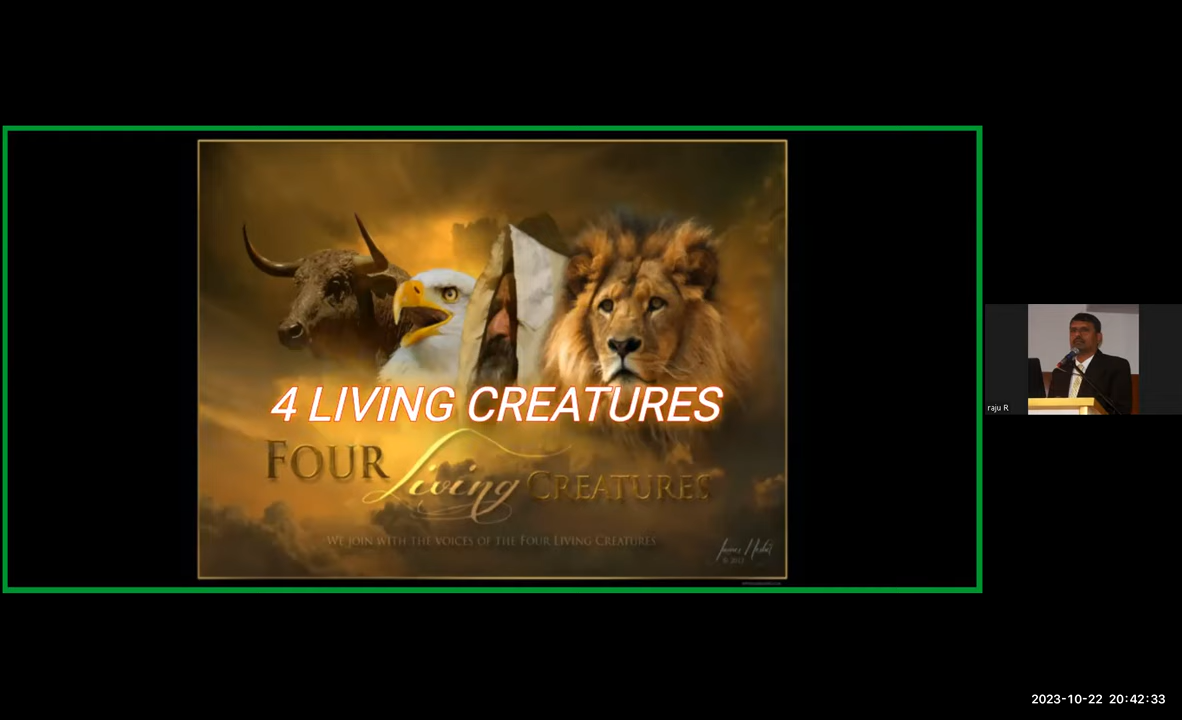 4 LIVING CREATURES
FOUR Living CREATURES
WE JOIN WITH THE VOICES OF THE FOUR LIVING CREATURES
© 2012
raju R
2023-10-22 20:42:33